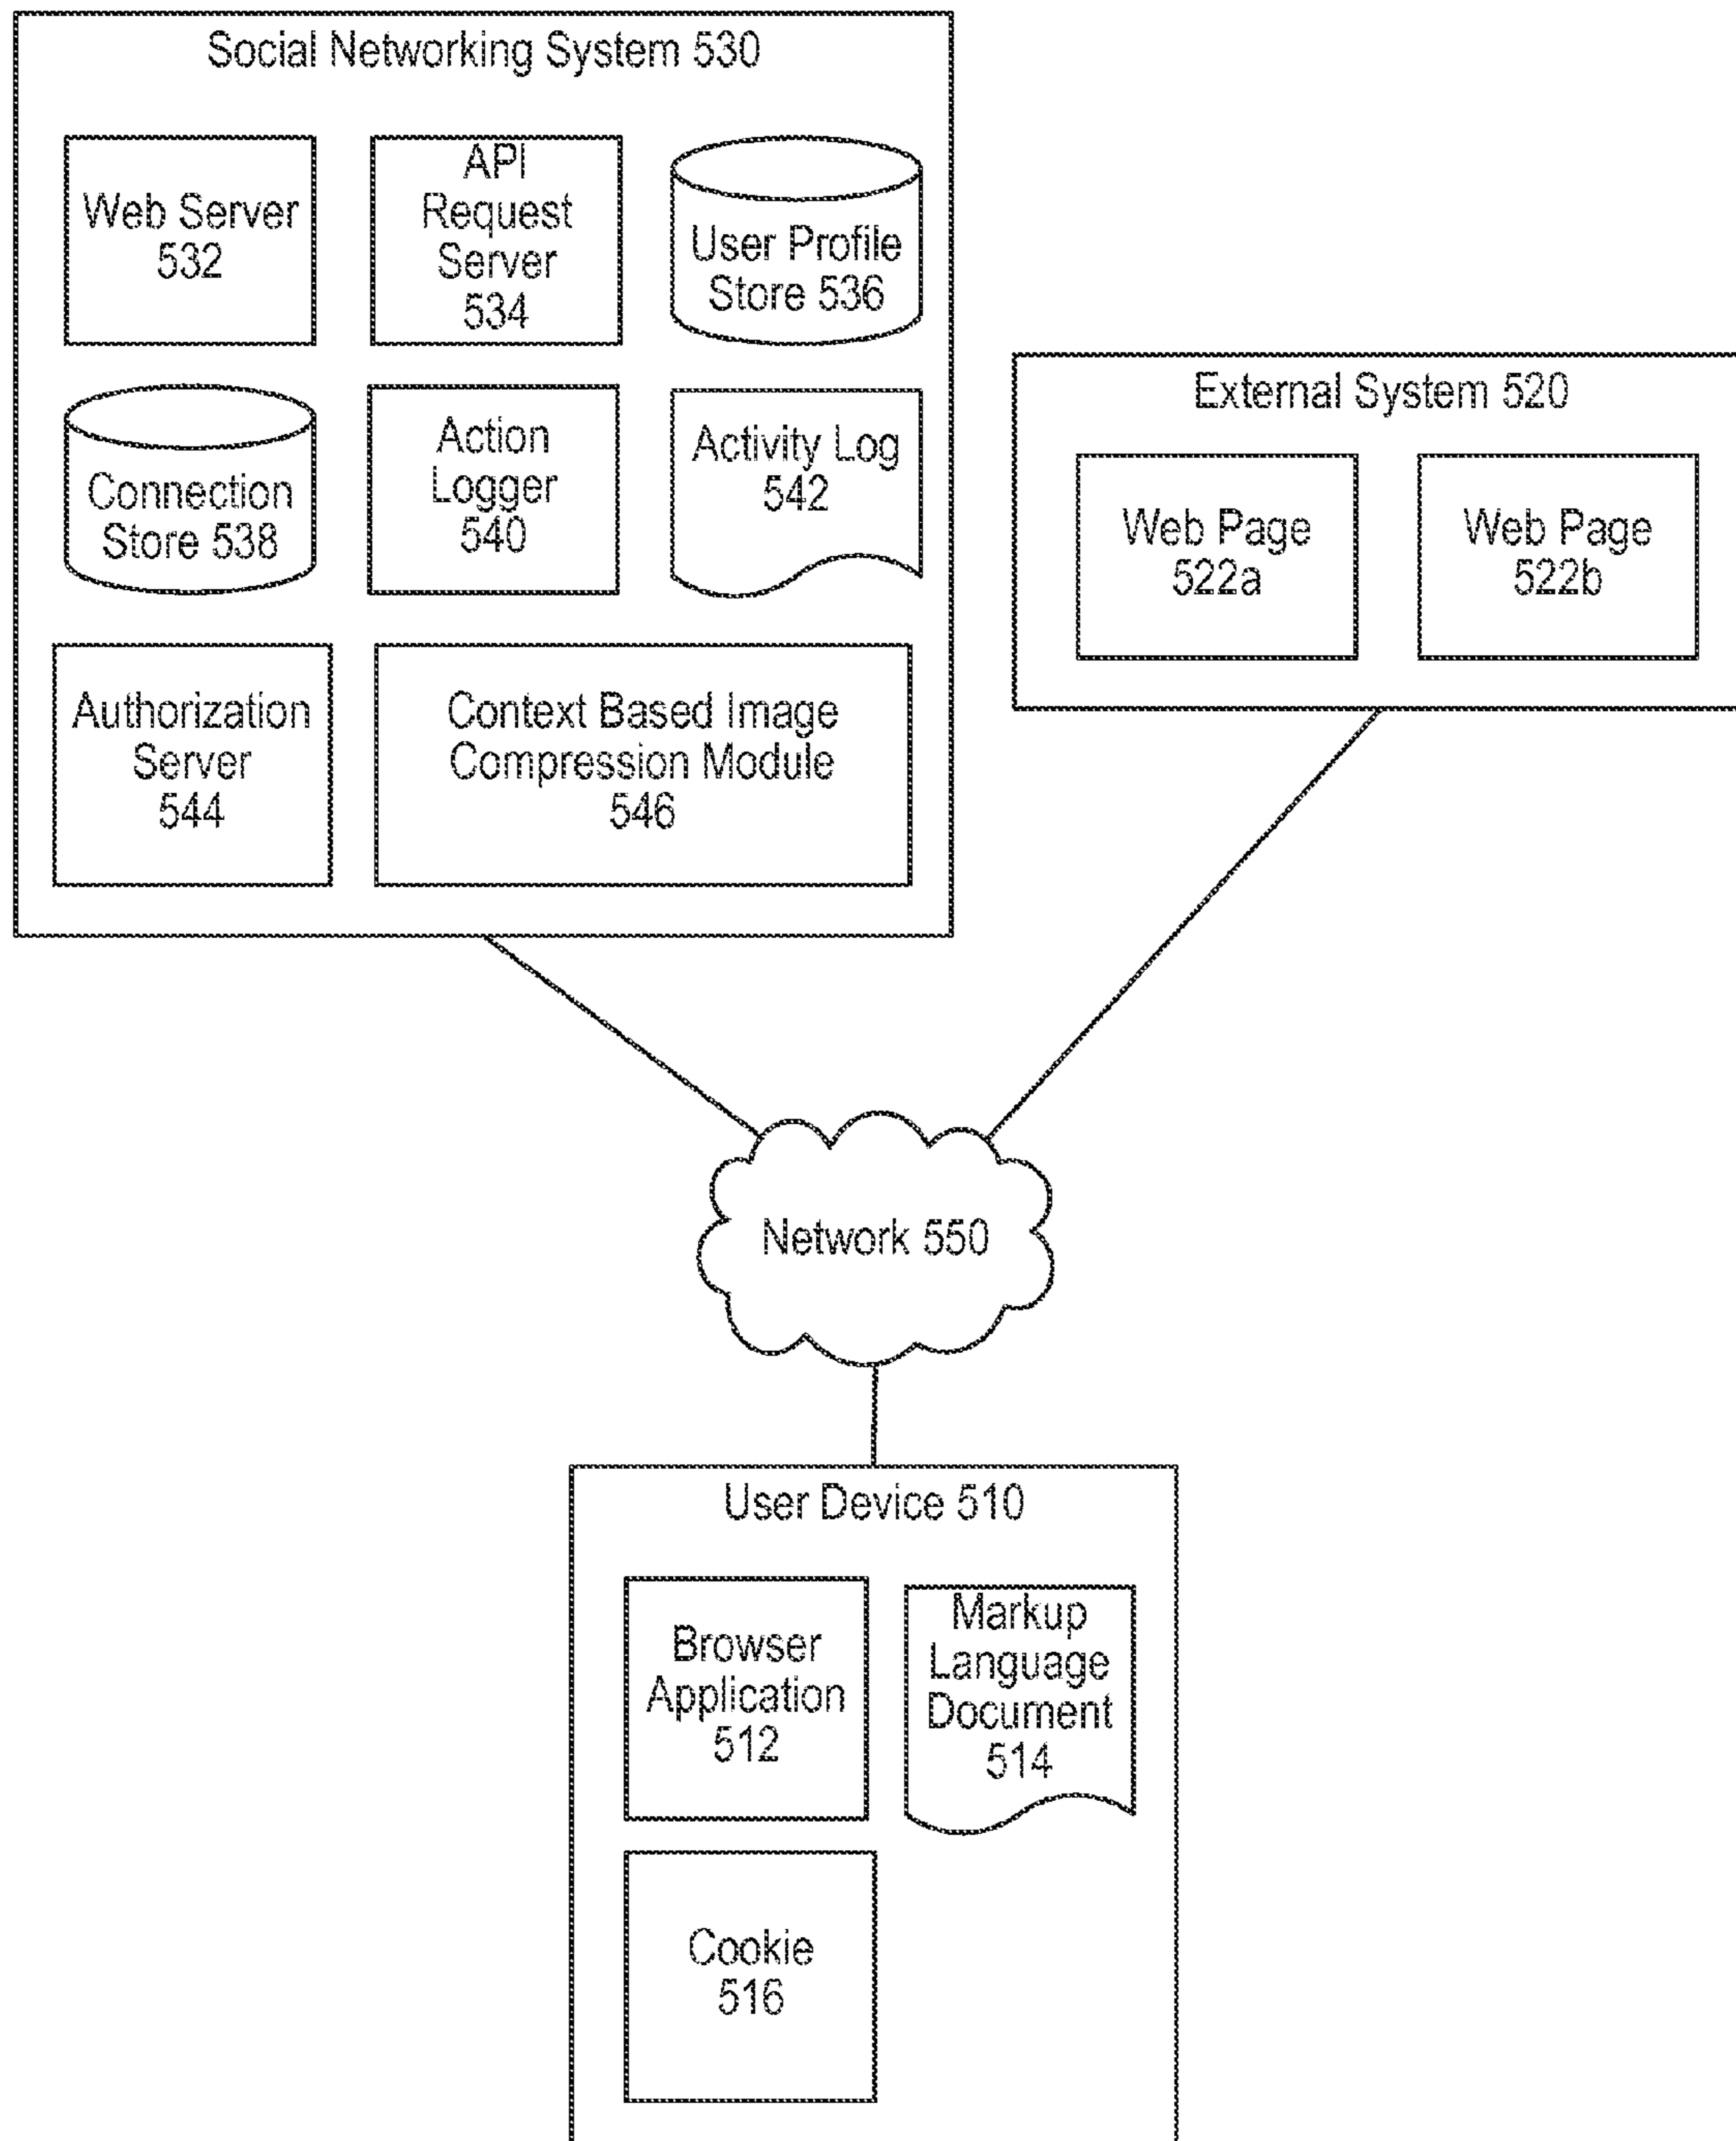 Social Networking System 530
Web Server
532
API
Request
Server
534
User Profile
Store 536
Connection
Store 538
Action
Logger
540
Activity Log
542
Authorization
Server
544
Context Based Image
Compression Module
546
External System 520
Web Page
522a
Web Page
522b
Network 550
User Device 510
Browser
Application
512
Markup
Language
Document
514
Cookie
516